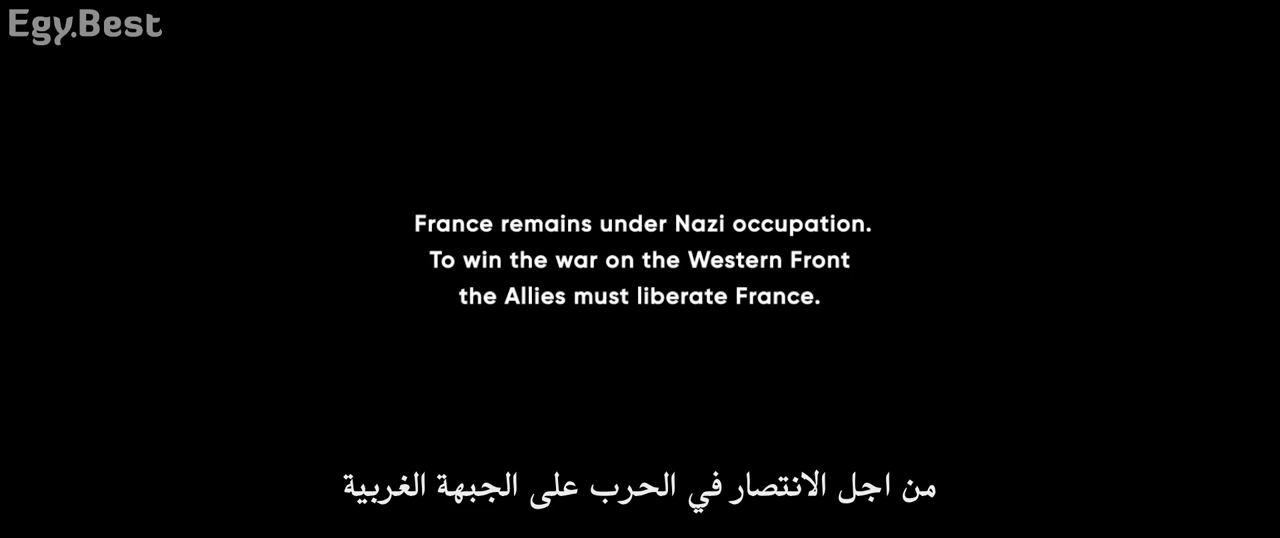 Egy.Best
France remains under Nazi occupation.
To win the war on the Western Front
the Allies must liberate France.
من اجل الانتصار في الحرب على الجبهة الغربية